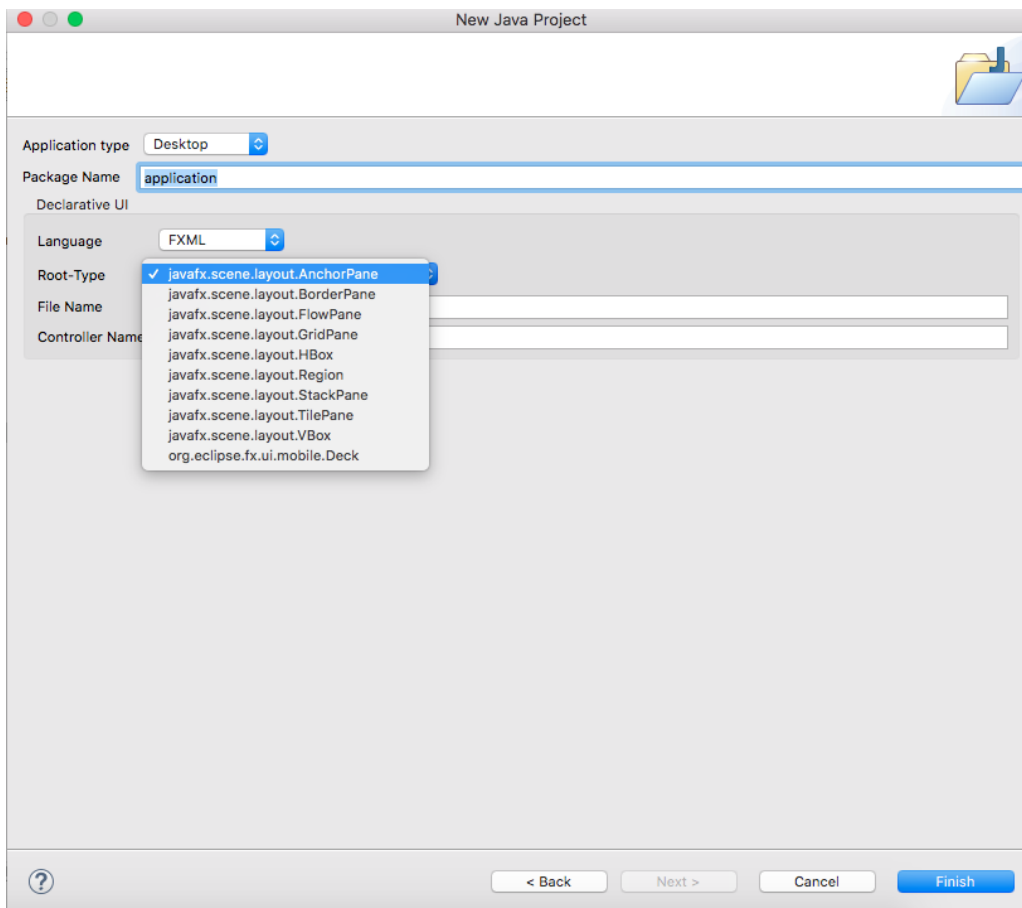 New Java Project
Application type Desktop
Package Name application
Declarative UI
Language FXML
Root-Type ✓ javafx.scene.layout.AnchorPane
javafx.scene.layout.BorderPane
File Name javafx.scene.layout.FlowPane
javafx.scene.layout.GridPane
Controller Name javafx.scene.layout.HBox
javafx.scene.layout.Region
javafx.scene.layout.StackPane
javafx.scene.layout.TilePane
javafx.scene.layout.VBox
org.eclipse.fx.ui.mobile.Deck
? < Back Next > Cancel Finish